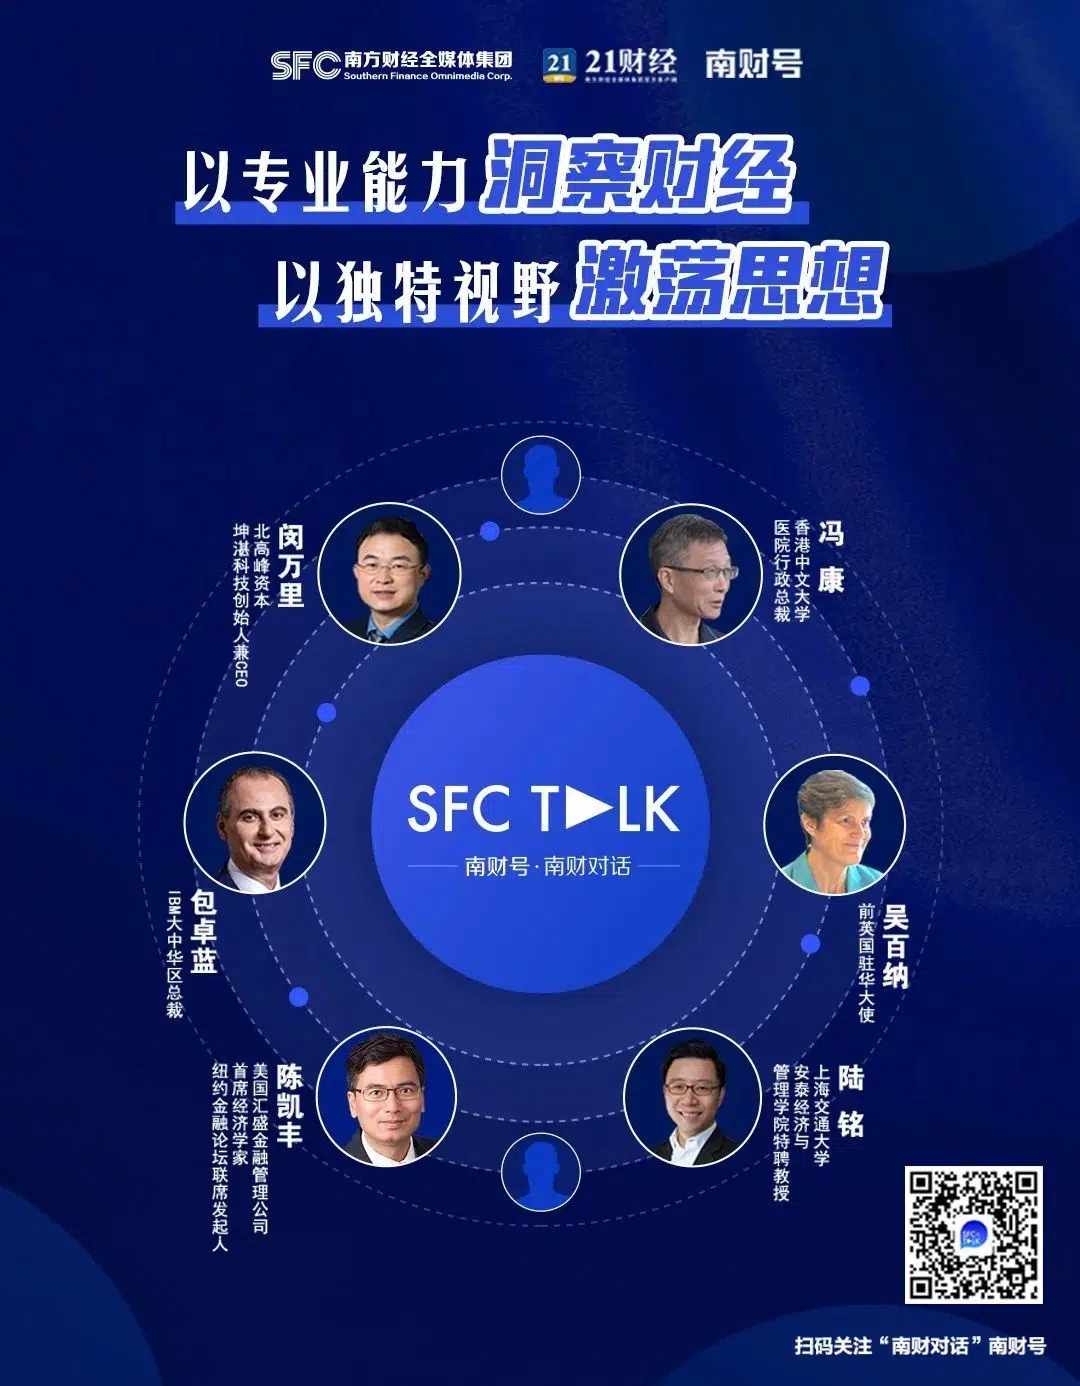 SFC 南方财经全媒体集团
Southern Finance Omnimedia Corp.
21 21财经
南财号
以专业能力洞察财经
以独特视野激荡思想
闵万里
北高峰资本
坤湛科技创始人兼CEO
冯康
香港中文大学
医院行政总裁
SFC TALK
南财号·南财对话
包卓蓝
IBM大中华区总裁
吴百纳
前英国驻华大使
陈凯丰
美国汇盛金融管理公司
首席经济学家
纽约金融论坛联席发起人
陆铭
上海交通大学
安泰经济与
管理学院特聘教授
SFC
TALK
扫码关注“南财对话”南财号